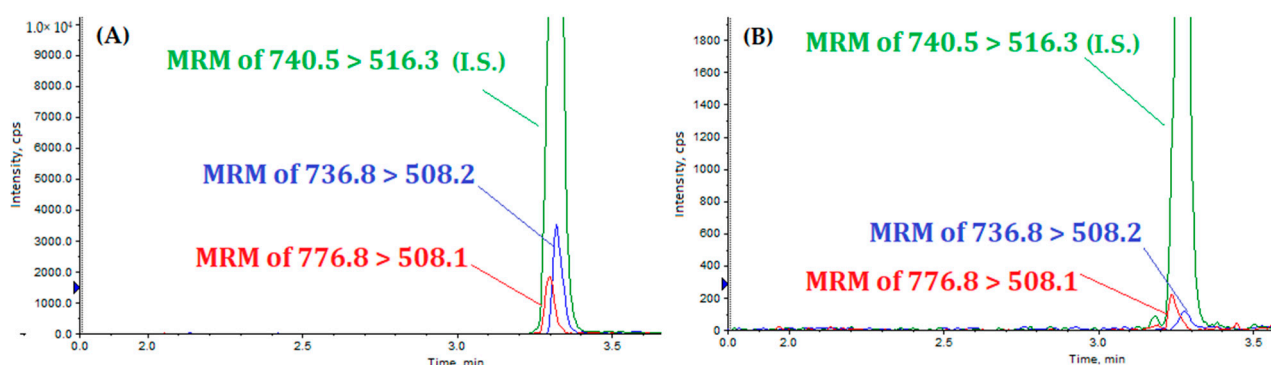 (A)
Intensity, cps
1.0× 10⁴
9000.0
8000.0
7000.0
6000.0
5000.0
4000.0
3000.0
2000.0
1000.0
0.0
MRM of 740.5 > 516.3 (I.S.)
MRM of 736.8 > 508.2
MRM of 776.8 > 508.1
0.0 2.0 3.0 3.5
Time, min
(B)
Intensity, cps
1800
1600
1400
1200
1000
800
600
400
200
0
MRM of 740.5 > 516.3 (I.S.)
MRM of 736.8 > 508.2
MRM of 776.8 > 508.1
0.0 2.0 2.5 3.0 3.5
Time, min